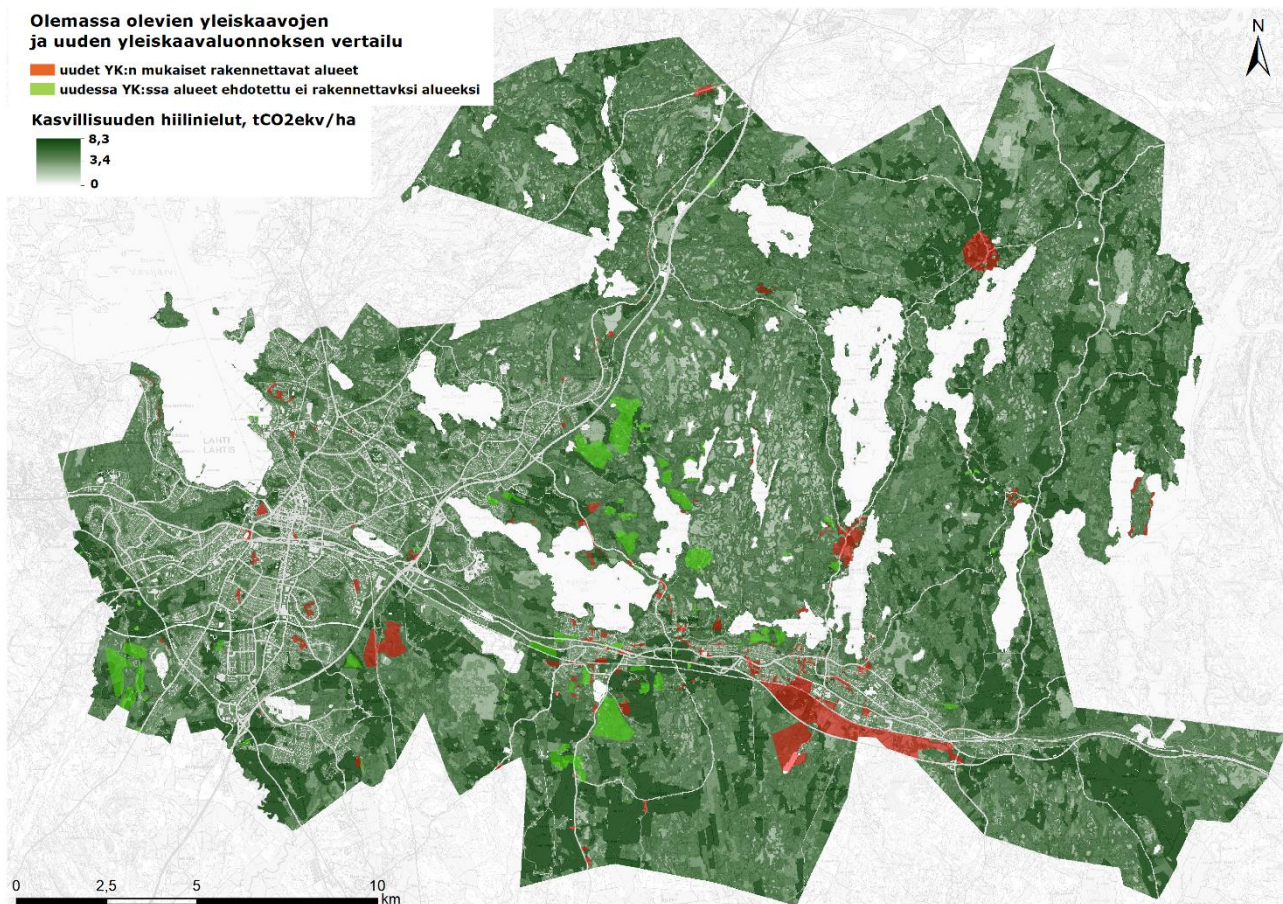 Olemassa olevien yleiskaavojen
ja uuden yleiskaavaluonnoksen vertailu
uudet YK:n mukaiset rakennettavat alueet
uudessa YK:ssa alueet ehdotettu ei rakennettavksi alueeksi
Kasvillisuuden hiilinielut, tCO2ekv/ha
8,3
3,4
0
N
LAHTI
LAHTIS
0 2,5 5 10
km